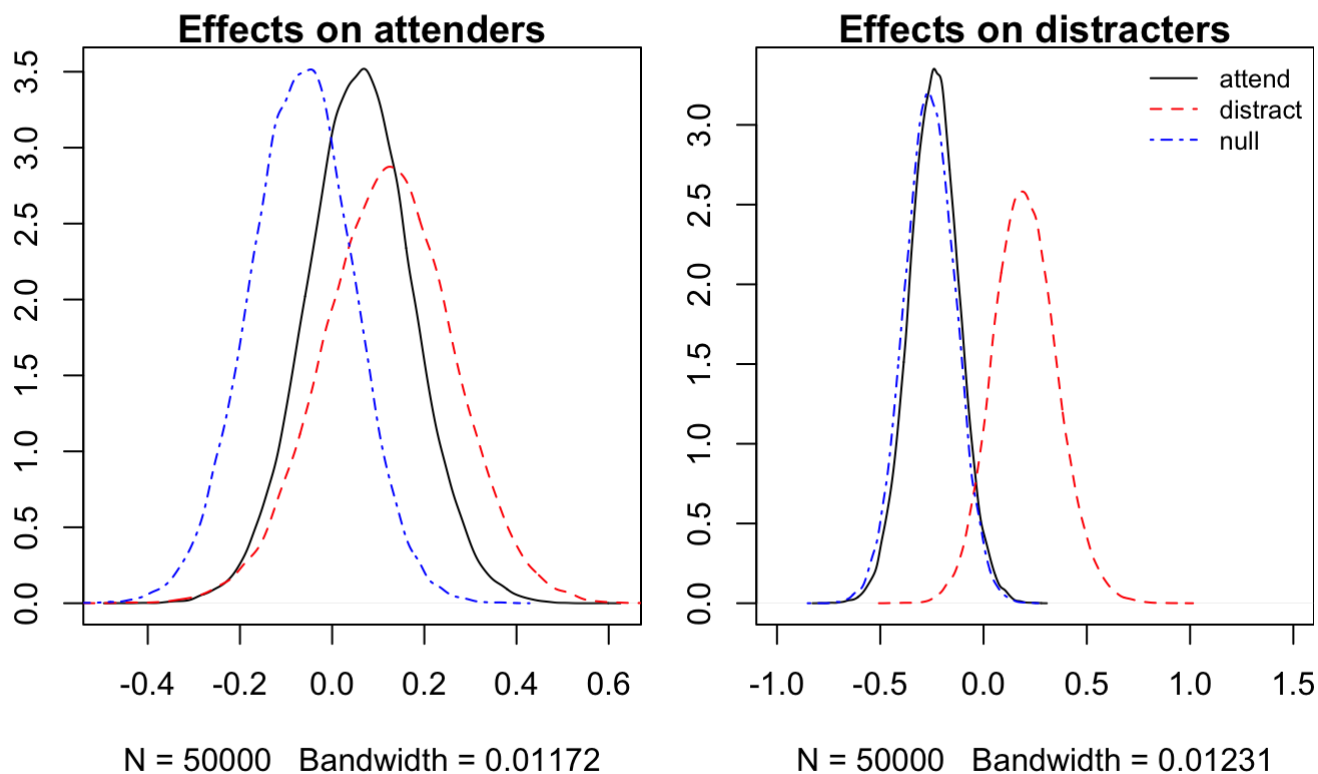 Effects on attenders
3.5
3.0
2.5
2.0
1.5
1.0
0.5
0.0
-0.4 -0.2 0.0 0.2 0.4 0.6
N = 50000 Bandwidth = 0.01172
Effects on distracters
attend
distract
null
3.0
2.5
2.0
1.5
1.0
0.5
0.0
-1.0 -0.5 0.0 0.5 1.0 1.5
N = 50000 Bandwidth = 0.01231